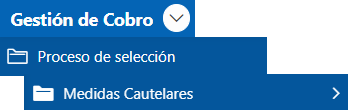 Gestión de Cobro
Proceso de selección
Medidas Cautelares